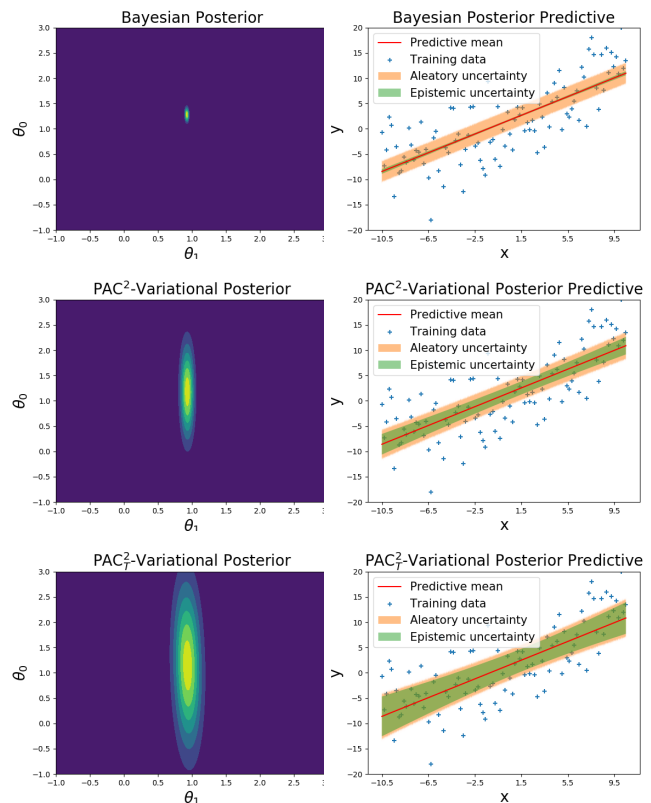 Bayesian Posterior
3.0
2.5
2.0
1.5
1.0
0.5
0.0
−0.5
−1.0
θ0
−1.0 −0.5 0.0 0.5 1.0 1.5 2.0 2.5 3
θ1
Bayesian Posterior Predictive
Predictive mean
Training data
Aleatory uncertainty
Epistemic uncertainty
20
15
10
5
0
−5
−10
−15
−20
y
−10.5 −6.5 −2.5 1.5 5.5 9.5
x
PAC²-Variational Posterior
3.0
2.5
2.0
1.5
1.0
0.5
0.0
−0.5
−1.0
θ0
−1.0 −0.5 0.0 0.5 1.0 1.5 2.0 2.5 3
θ1
PAC²-Variational Posterior Predictive
Predictive mean
Training data
Aleatory uncertainty
Epistemic uncertainty
20
15
10
5
0
−5
−10
−15
−20
y
−10.5 −6.5 −2.5 1.5 5.5 9.5
x
PAC²T-Variational Posterior
3.0
2.5
2.0
1.5
1.0
0.5
0.0
−0.5
−1.0
θ0
−1.0 −0.5 0.0 0.5 1.0 1.5 2.0 2.5 3
θ1
PAC²T-Variational Posterior Predictive
Predictive mean
Training data
Aleatory uncertainty
Epistemic uncertainty
20
15
10
5
0
−5
−10
−15
−20
y
−10.5 −6.5 −2.5 1.5 5.5 9.5
x